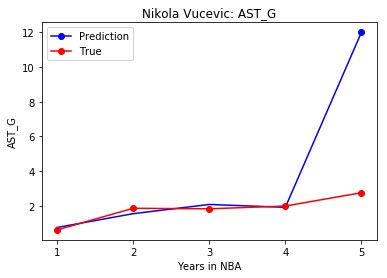 Nikola Vucevic: AST_G
Prediction
True
12
10
8
6
4
2
AST_G
1 2 3 4 5
Years in NBA